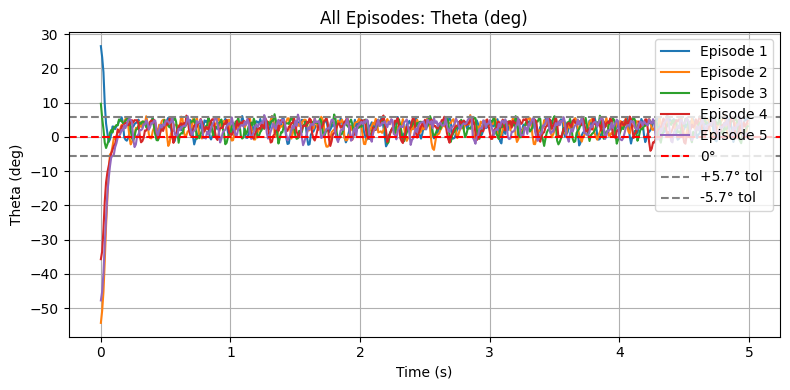 All Episodes: Theta (deg)
Theta (deg)
30
20
10
0
−10
−20
−30
−40
−50
0
1
2
3
4
5
Time (s)
Episode 1
Episode 2
Episode 3
Episode 4
Episode 5
0°
+5.7° tol
-5.7° tol